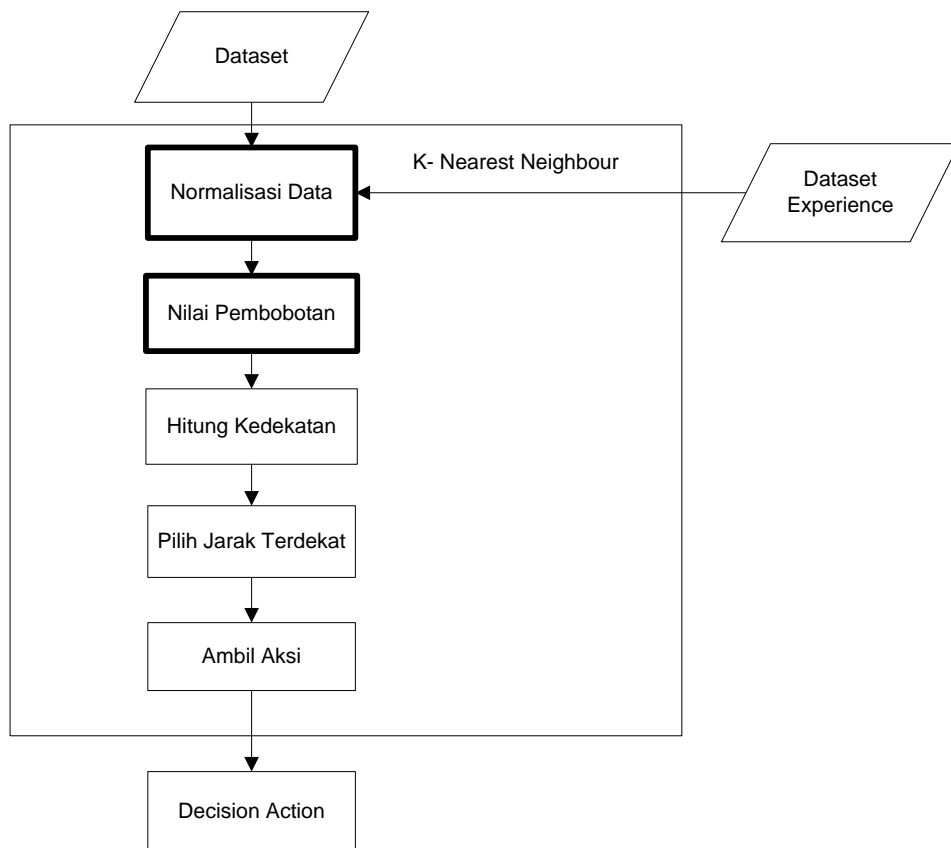 Dataset
Normalisasi Data
K- Nearest Neighbour
Dataset
Experience
Nilai Pembobotan
Hitung Kedekatan
Pilih Jarak Terdekat
Ambil Aksi
Decision Action